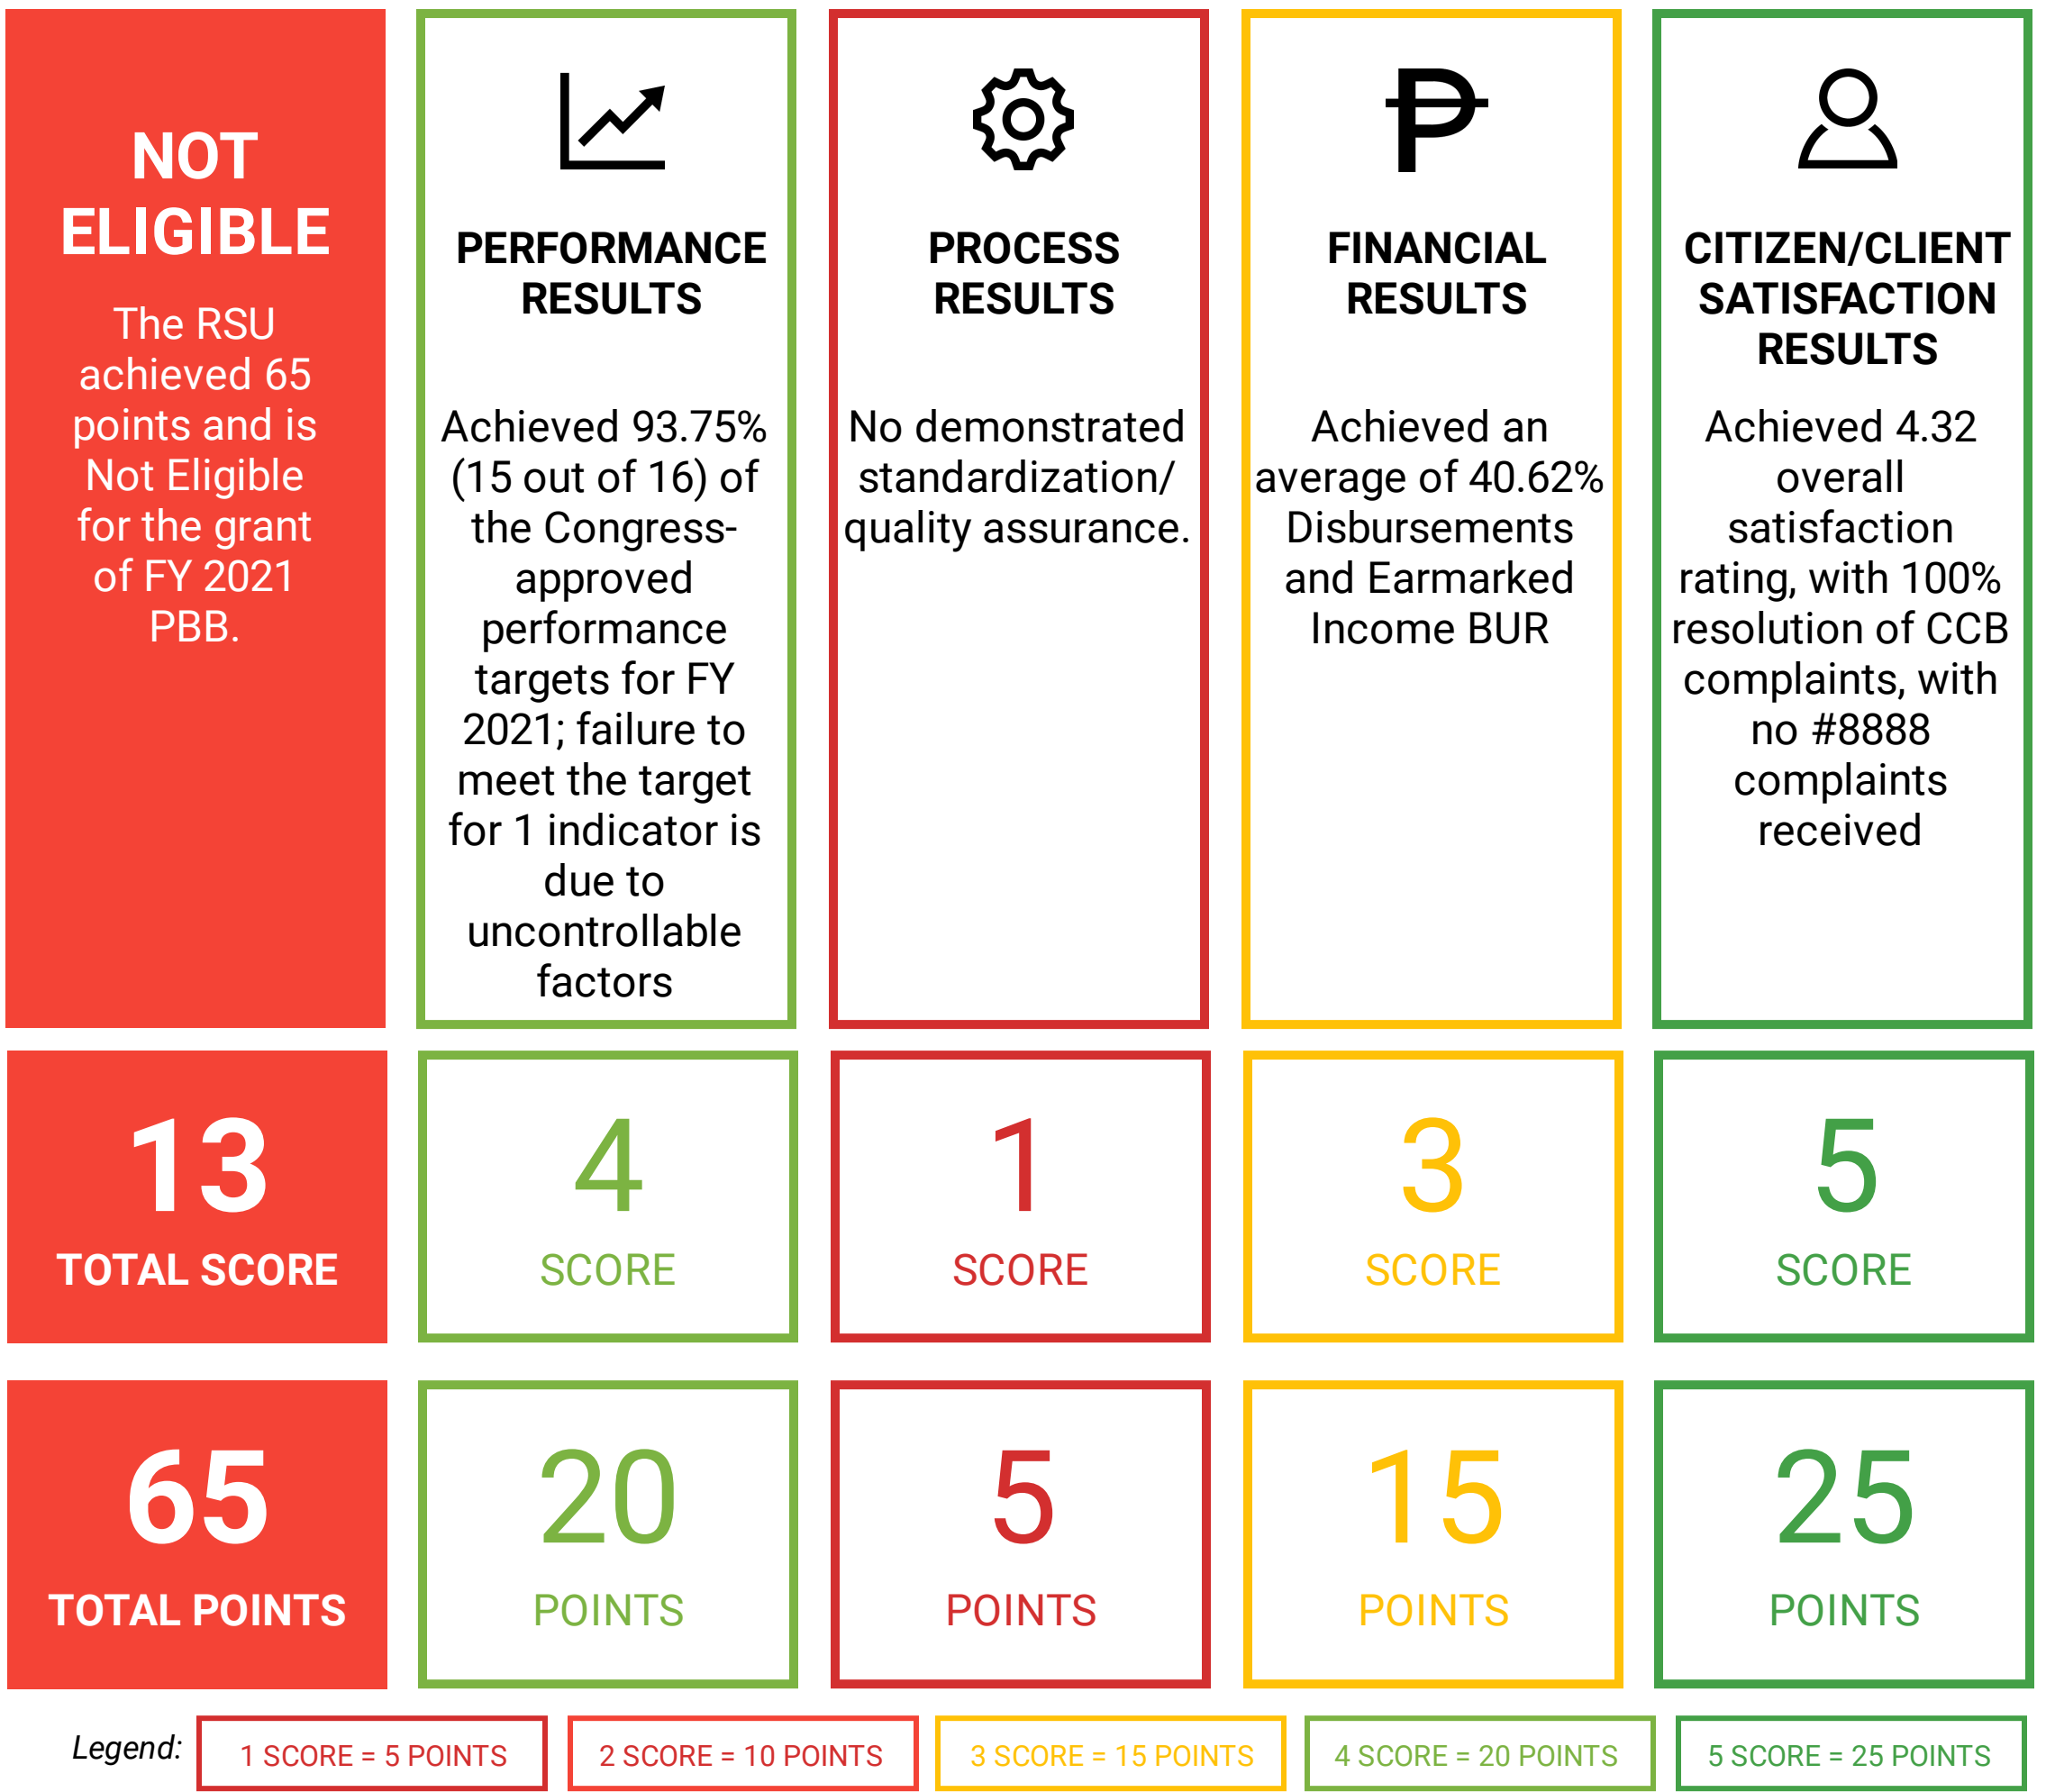 NOT
ELIGIBLE
The RSU
achieved 65
points and is
Not Eligible
for the grant
of FY 2021
PBB.
PERFORMANCE
RESULTS
Achieved 93.75%
(15 out of 16) of
the Congress-
approved
performance
targets for FY
2021; failure to
meet the target
for 1 indicator is
due to
uncontrollable
factors
PROCESS
RESULTS
No demonstrated
standardization/
quality assurance.
₱
FINANCIAL
RESULTS
Achieved an
average of 40.62%
Disbursements
and Earmarked
Income BUR
CITIZEN/CLIENT
SATISFACTION
RESULTS
Achieved 4.32
overall
satisfaction
rating, with 100%
resolution of CCB
complaints, with
no #8888
complaints
received
13
TOTAL SCORE
4
SCORE
1
SCORE
3
SCORE
5
SCORE
65
TOTAL POINTS
20
POINTS
5
POINTS
15
POINTS
25
POINTS
Legend:
1 SCORE = 5 POINTS
2 SCORE = 10 POINTS
3 SCORE = 15 POINTS
4 SCORE = 20 POINTS
5 SCORE = 25 POINTS